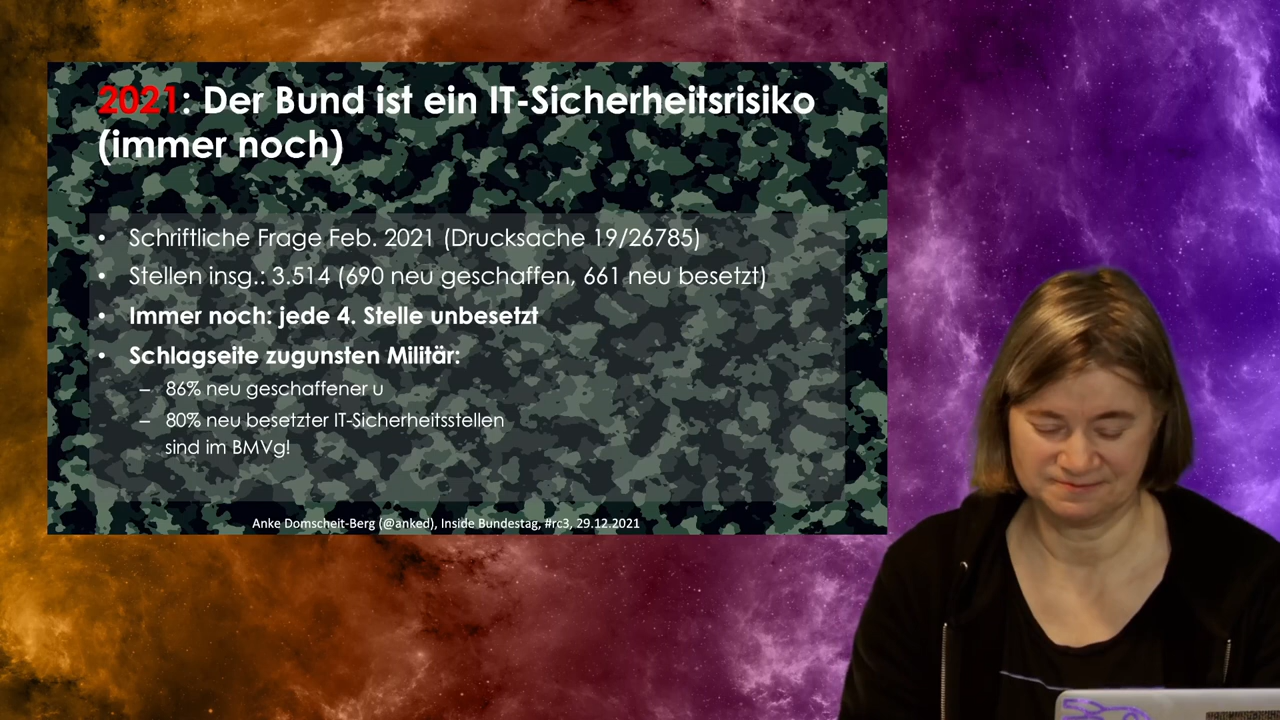 2021: Der Bund ist ein IT-Sicherheitsrisiko
(immer noch)
• Schriftliche Frage Feb. 2021 (Drucksache 19/26785)
• Stellen insg.: 3.514 (690 neu geschaffen, 661 neu besetzt)
• Immer noch: jede 4. Stelle unbesetzt
• Schlagseite zugunsten Militär:
– 86% neu geschaffener u
– 80% neu besetzter IT-Sicherheitsstellen
sind im BMVg!
Anke Domscheit-Berg (@anked), Inside Bundestag, #rc3, 29.12.2021